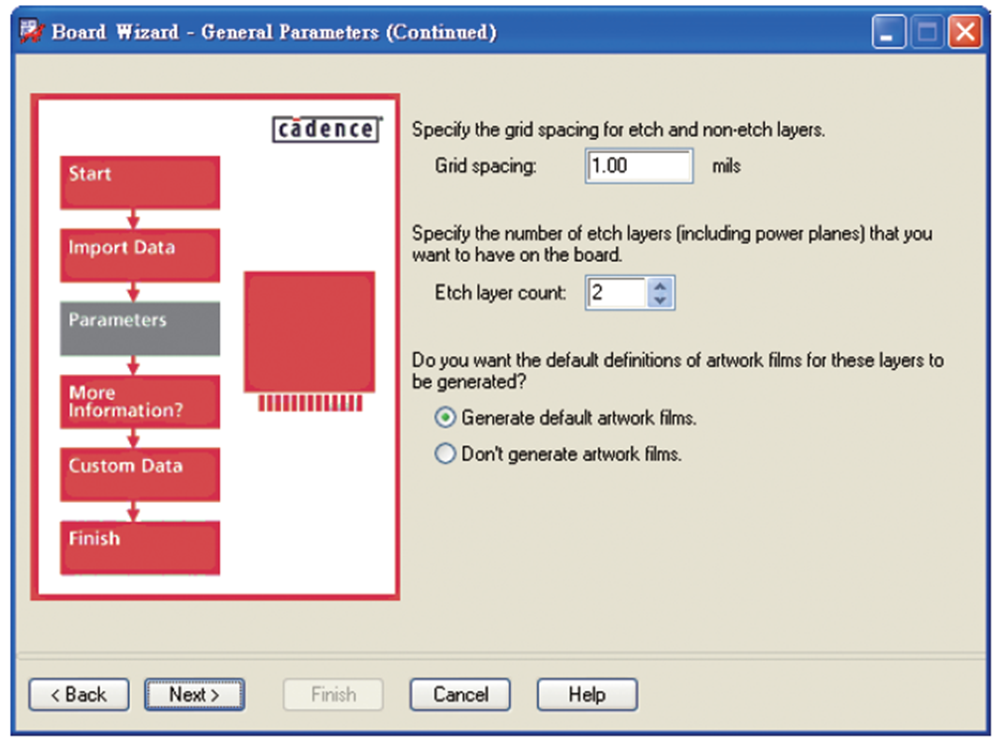 Board Wizard - General Parameters (Continued)
cādence
Start
Import Data
Parameters
More
Information?
Custom Data
Finish
Specify the grid spacing for etch and non-etch layers.
Grid spacing: 1.00 mils
Specify the number of etch layers (including power planes) that you
want to have on the board.
Etch layer count: 2
Do you want the default definitions of artwork films for these layers to
be generated?
Generate default artwork films.
Don't generate artwork films.
< Back Next > Finish Cancel Help